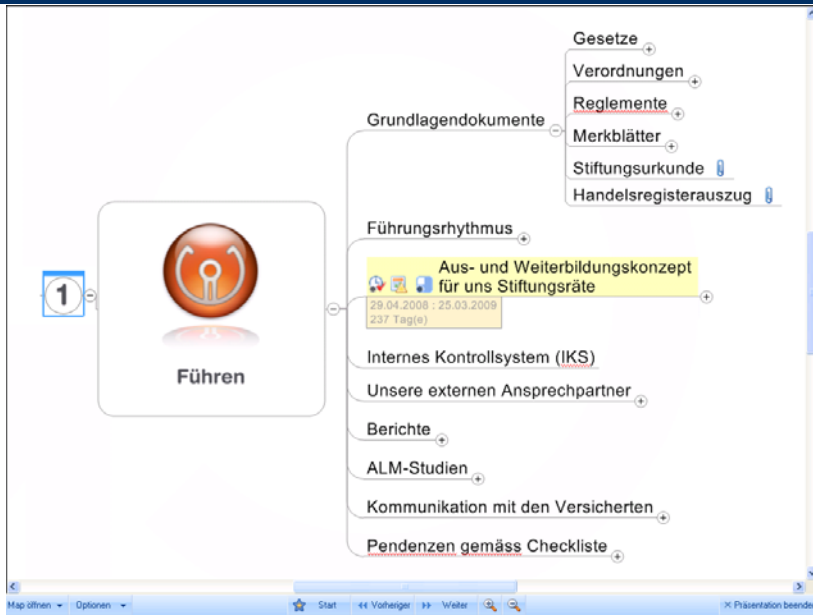 Gesetze
Verordnungen
Reglemente
Grundlagendokumente
Merkblätter
Stiftungsurkunde
Handelsregisterauszug
Führungsrhythmus
Aus- und Weiterbildungskonzept
für uns Stiftungsräte
29.04.2008 : 25.03.2009
237 Tag(e)
1
Führen
Internes Kontrollsystem (IKS)
Unsere externen Ansprechpartner
Berichte
ALM-Studien
Kommunikation mit den Versicherten
Pendenzen gemäss Checkliste
Map öffnen Optionen Start Vorheriger Weiter Präsentation beenden